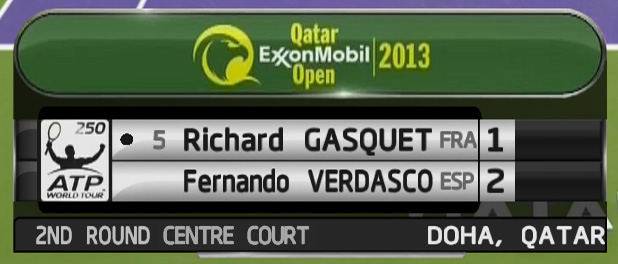 Qatar
ExxonMobil 2013
Open
250
ATP
WORLD TOUR
5 Richard GASQUET FRA 1
Fernando VERDASCO ESP 2
2ND ROUND CENTRE COURT DOHA, QATAR